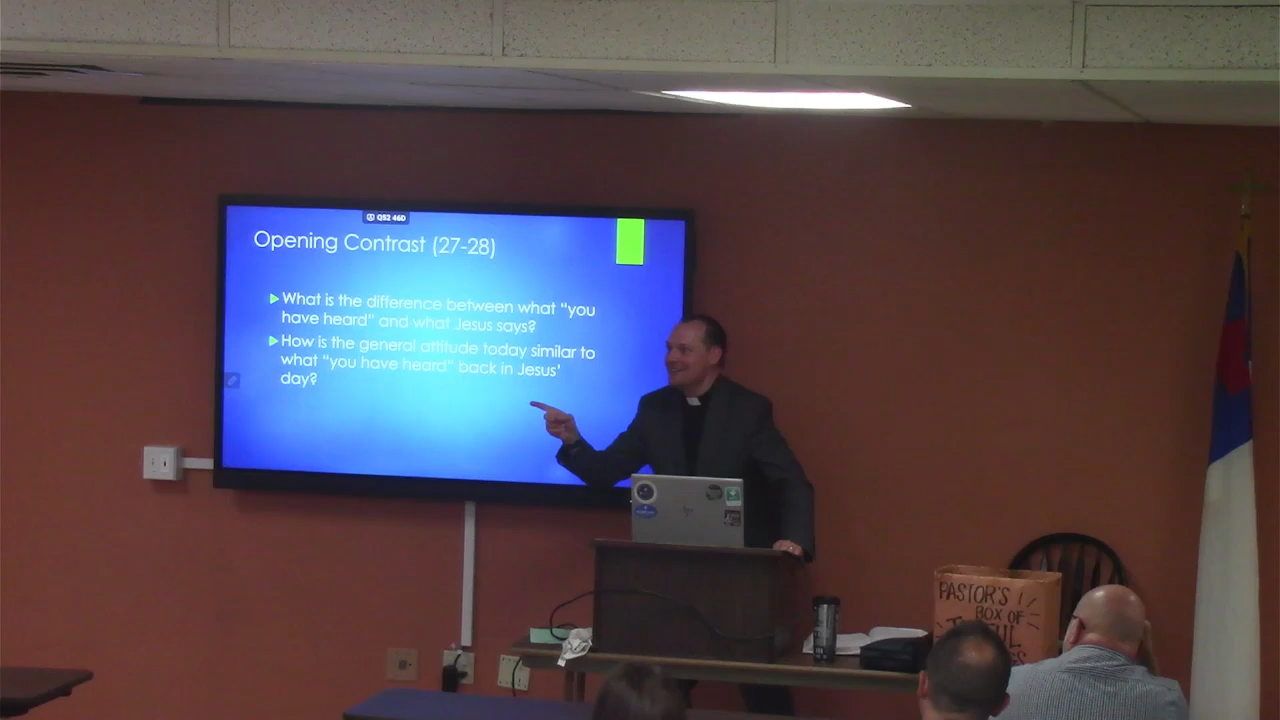 Q52 46D
Opening Contrast (27-28)
What is the difference between what “you
have heard” and what Jesus says?
How is the general attitude today similar to
what “you have heard” back in Jesus’
day?
PASTOR'S
BOX OF